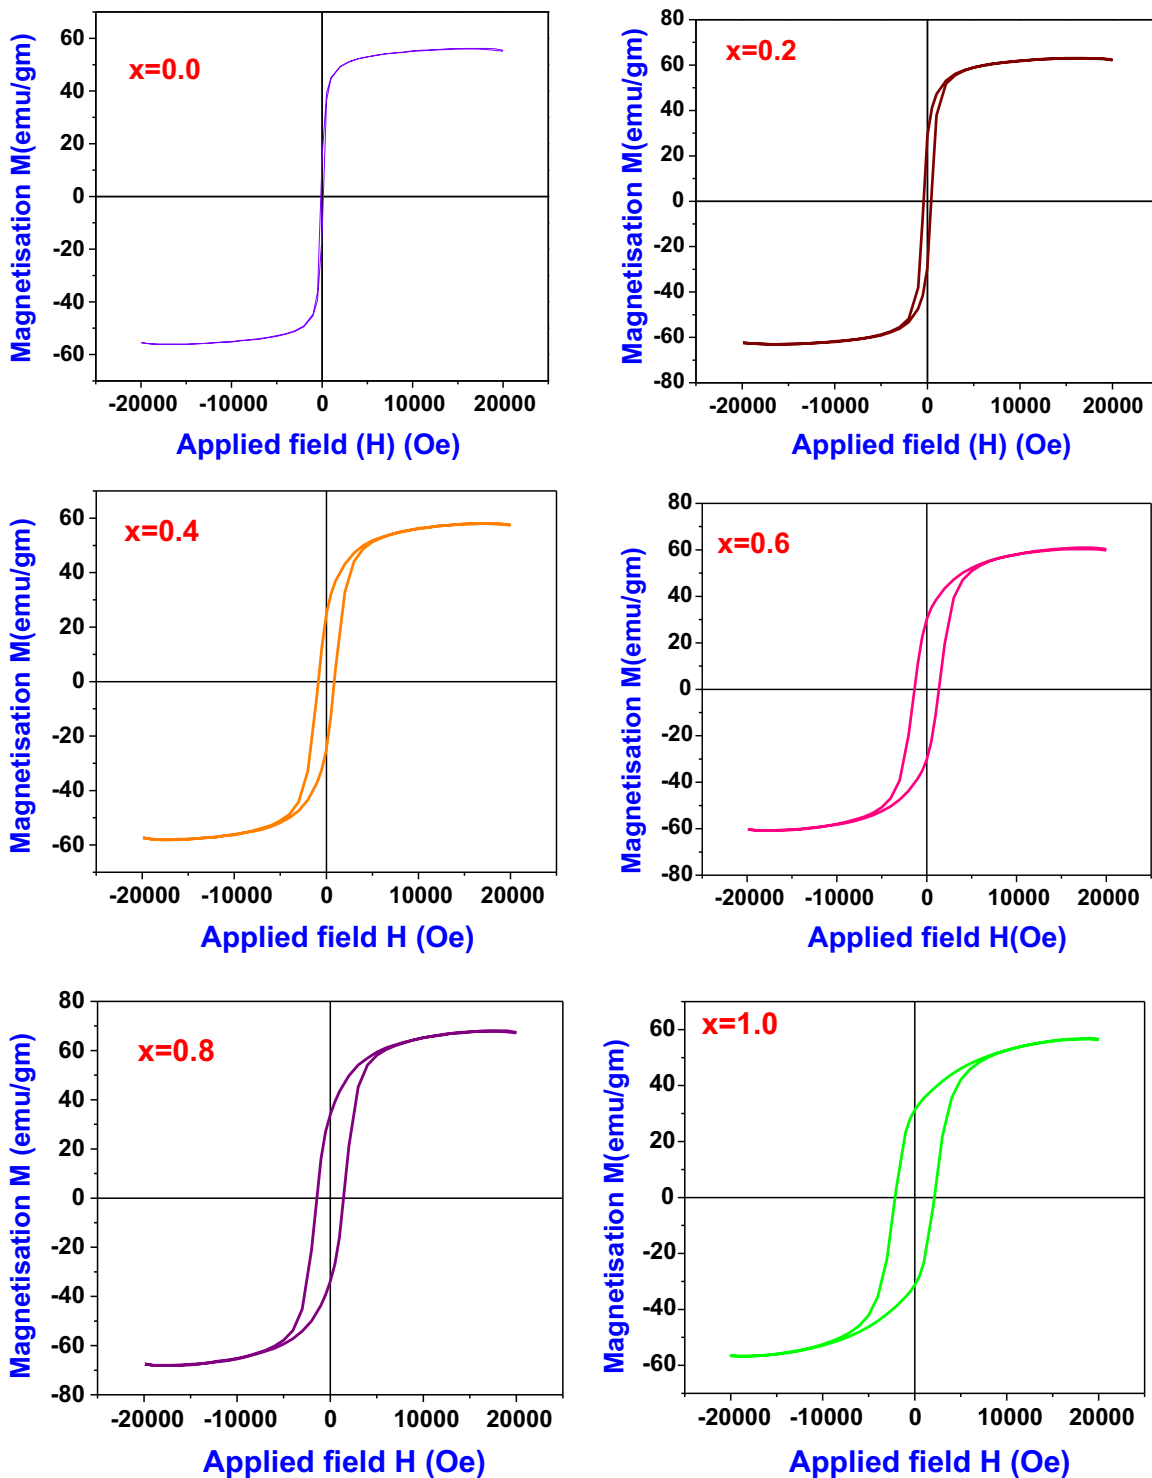 x=0.0
Magnetisation M(emu/gm)
60
40
20
0
-20
-40
-60
-20000 -10000 0 10000 20000
Applied field (H) (Oe)
x=0.2
Magnetisation M(emu/gm)
80
60
40
20
0
-20
-40
-60
-80
-20000 -10000 0 10000 20000
Applied field (H) (Oe)
x=0.4
Magnetisation M(emu/gm)
60
40
20
0
-20
-40
-60
-20000 -10000 0 10000 20000
Applied field H (Oe)
x=0.6
Magnetisation M(emu/gm)
80
60
40
20
0
-20
-40
-60
-80
-20000 -10000 0 10000 20000
Applied field H(Oe)
x=0.8
Magnetisation M (emu/gm)
80
60
40
20
0
-20
-40
-60
-80
-20000 -10000 0 10000 20000
Applied field H (Oe)
x=1.0
Magnetisation M(emu/gm)
60
40
20
0
-20
-40
-60
-20000 -10000 0 10000 20000
Applied field H (Oe)